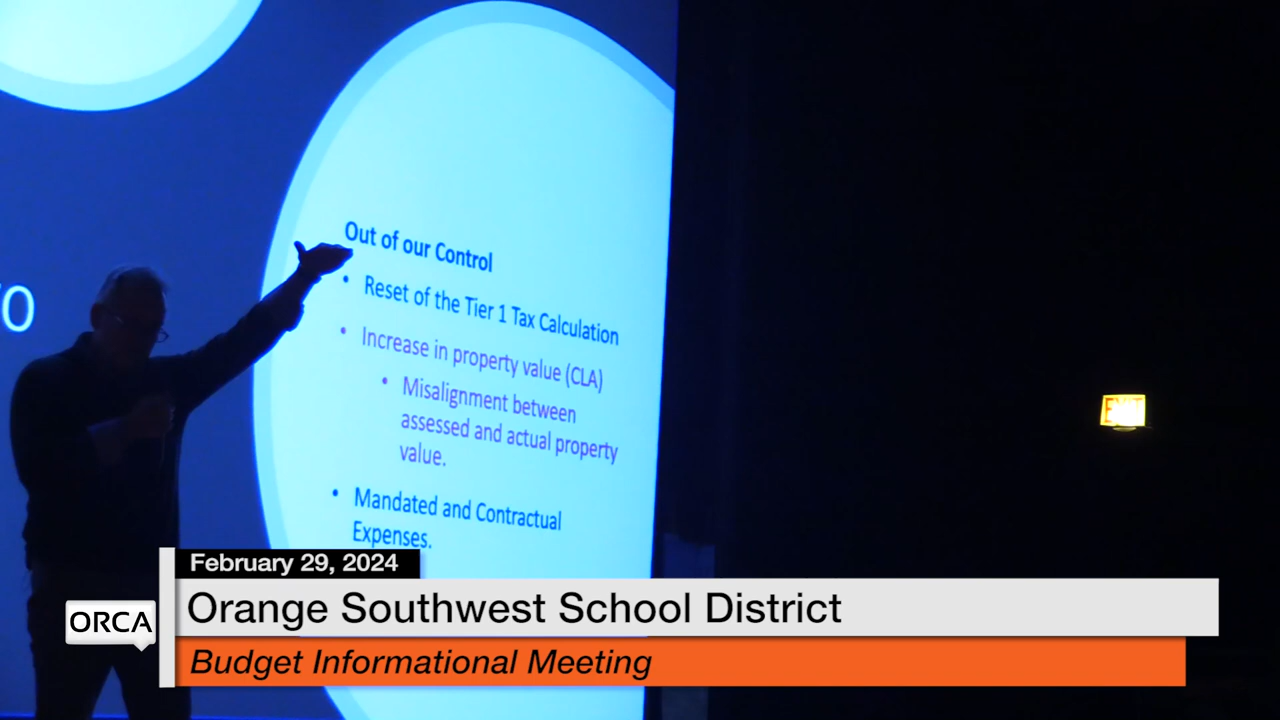 Out of our Control
• Reset of the Tier 1 Tax Calculation
• Increase in property value (CLA)
• Misalignment between
assessed and actual property
value.
• Mandated and Contractual
Expenses.
EXIT
February 29, 2024
ORCA
Orange Southwest School District
Budget Informational Meeting